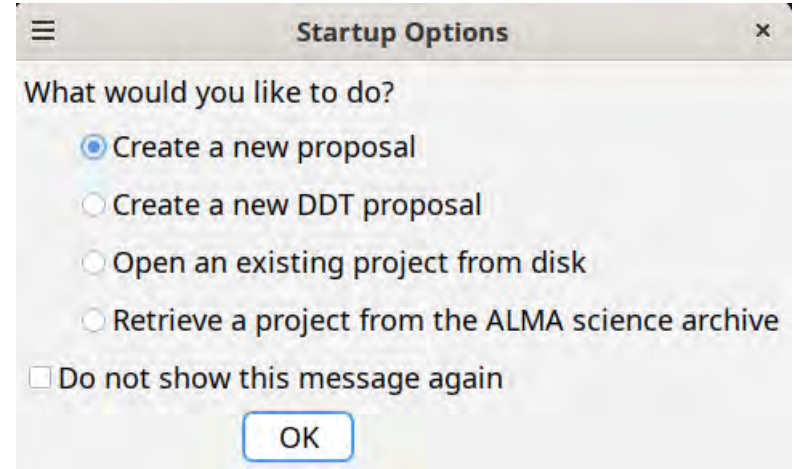 Startup Options
What would you like to do?
Create a new proposal
Create a new DDT proposal
Open an existing project from disk
Retrieve a project from the ALMA science archive
Do not show this message again
OK